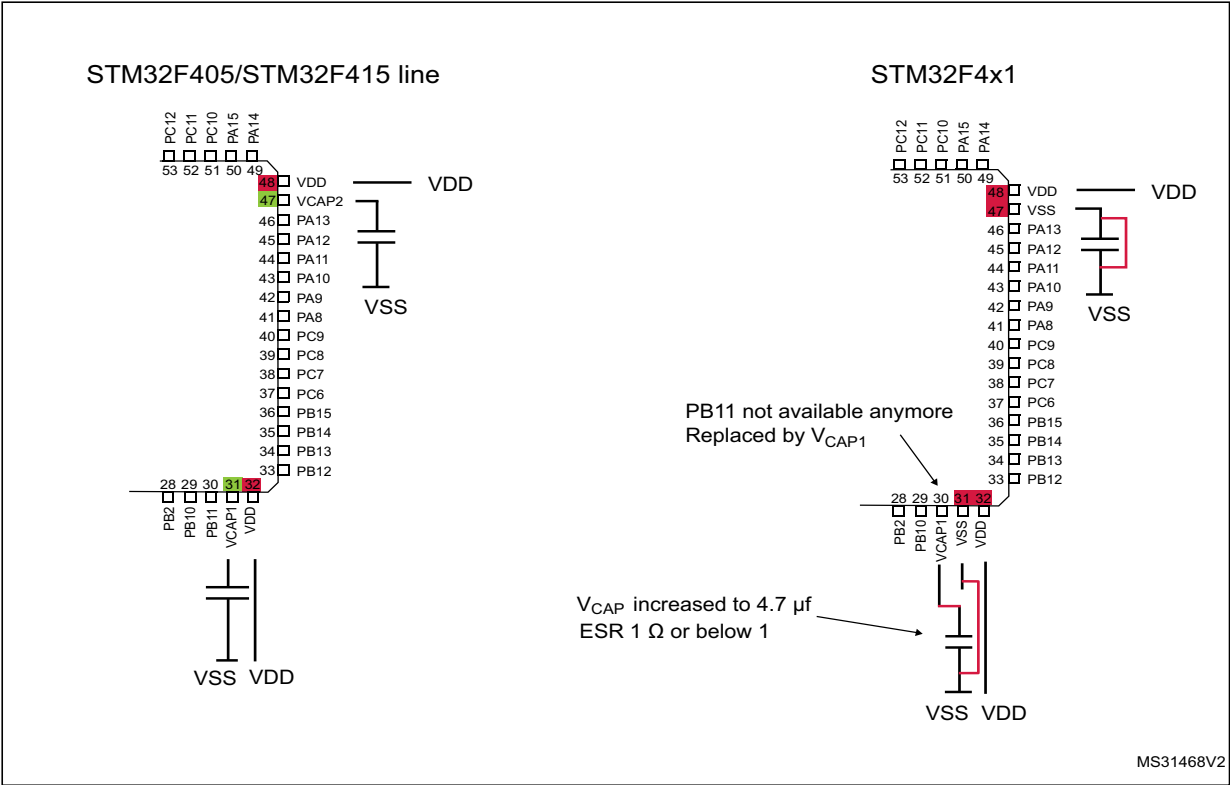 STM32F405/STM32F415 line
PC12
PC11
PC10
PA15
PA14
53 52 51 50 49
48 VDD
VDD
47 VCAP2
46 PA13
45 PA12
44 PA11
43 PA10
42 PA9
41 PA8
40 PC9
39 PC8
38 PC7
37 PC6
36 PB15
35 PB14
34 PB13
33 PB12
VSS
28 29 30 31 32
PB2
PB10
PB11
VCAP1
VDD
VSS VDD
STM32F4x1
PC12
PC11
PC10
PA15
PA14
53 52 51 50 49
48 VDD
VDD
47 VSS
46 PA13
45 PA12
44 PA11
43 PA10
42 PA9
41 PA8
40 PC9
39 PC8
38 PC7
37 PC6
36 PB15
35 PB14
34 PB13
33 PB12
VSS
PB11 not available anymore
Replaced by VCAP1
28 29 30 31 32
PB2
PB10
VCAP1
VSS
VDD
VCAP increased to 4.7 µf
ESR 1 Ω or below 1
VSS VDD
MS31468V2